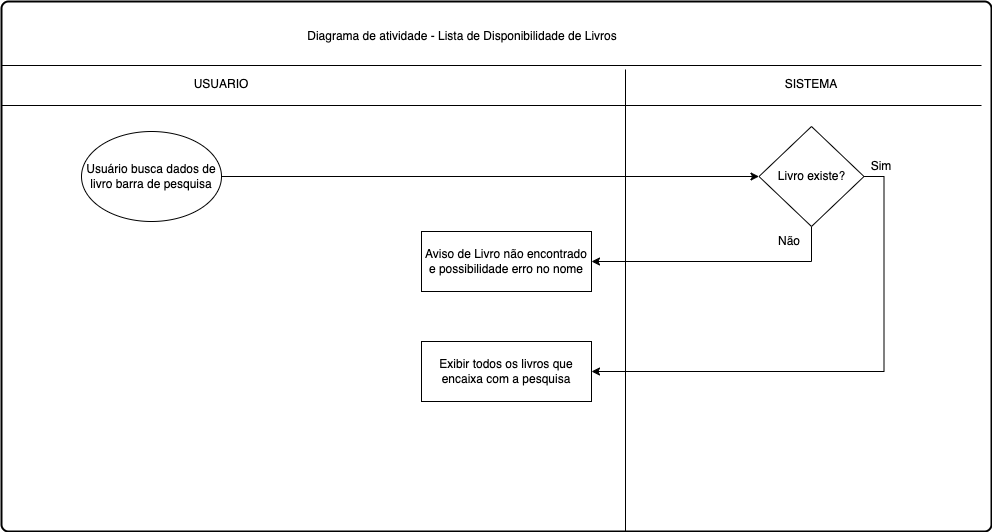 Diagrama de atividade - Lista de Disponibilidade de Livros
USUARIO
SISTEMA
Usuário busca dados de
livro barra de pesquisa
Livro existe?
Sim
Não
Aviso de Livro não encontrado
e possibilidade erro no nome
Exibir todos os livros que
encaixa com a pesquisa